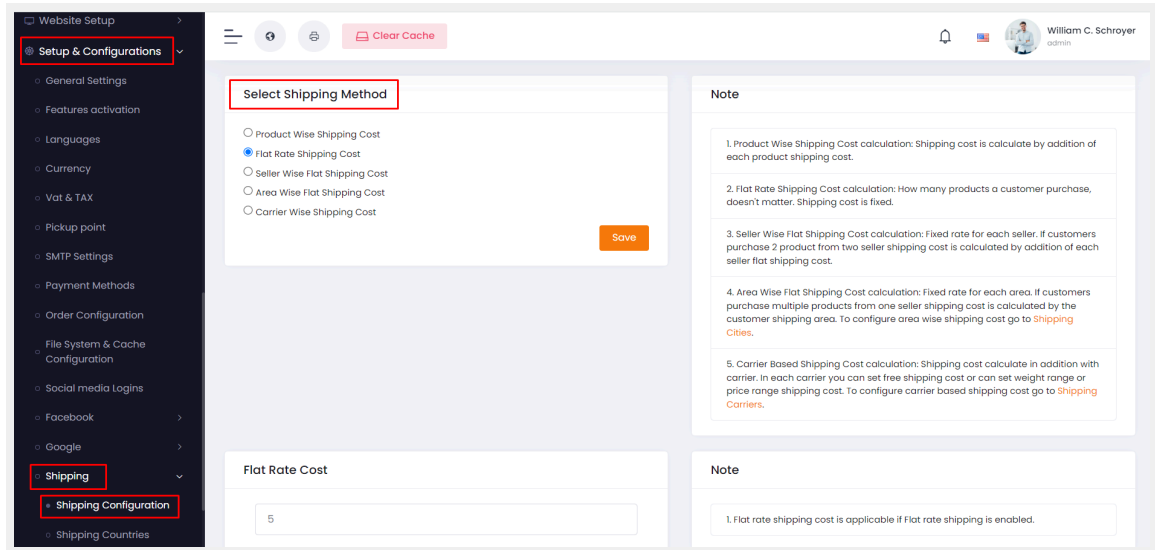 Website Setup
Setup & Configurations
General Settings
Features activation
Languages
Currency
Vat & TAX
Pickup point
SMTP Settings
Payment Methods
Order Configuration
File System & Cache
Configuration
Social media Logins
Facebook
Google
Shipping
Shipping Configuration
Shipping Countries
Clear Cache
William C. Schroyer
admin
Select Shipping Method
Product Wise Shipping Cost
Flat Rate Shipping Cost
Seller Wise Flat Shipping Cost
Area Wise Flat Shipping Cost
Carrier Wise Shipping Cost
Save
Note
1. Product Wise Shipping Cost calculation: Shipping cost is calculate by addition of
each product shipping cost.
2. Flat Rate Shipping Cost calculation: How many products a customer purchase,
doesn't matter. Shipping cost is fixed.
3. Seller Wise Flat Shipping Cost calculation: Fixed rate for each seller. If customers
purchase 2 product from two seller shipping cost is calculated by addition of each
seller flat shipping cost.
4. Area Wise Flat Shipping Cost calculation: Fixed rate for each area. If customers
purchase multiple products from one seller shipping cost is calculated by the
customer shipping area. To configure area wise shipping cost go to Shipping
Cities.
5. Carrier Based Shipping Cost calculation: Shipping cost calculate in addition with
carrier. In each carrier you can set free shipping cost or can set weight range or
price range shipping cost. To configure carrier based shipping cost go to Shipping
Carriers.
Flat Rate Cost
5
Note
1. Flat rate shipping cost is applicable if Flat rate shipping is enabled.